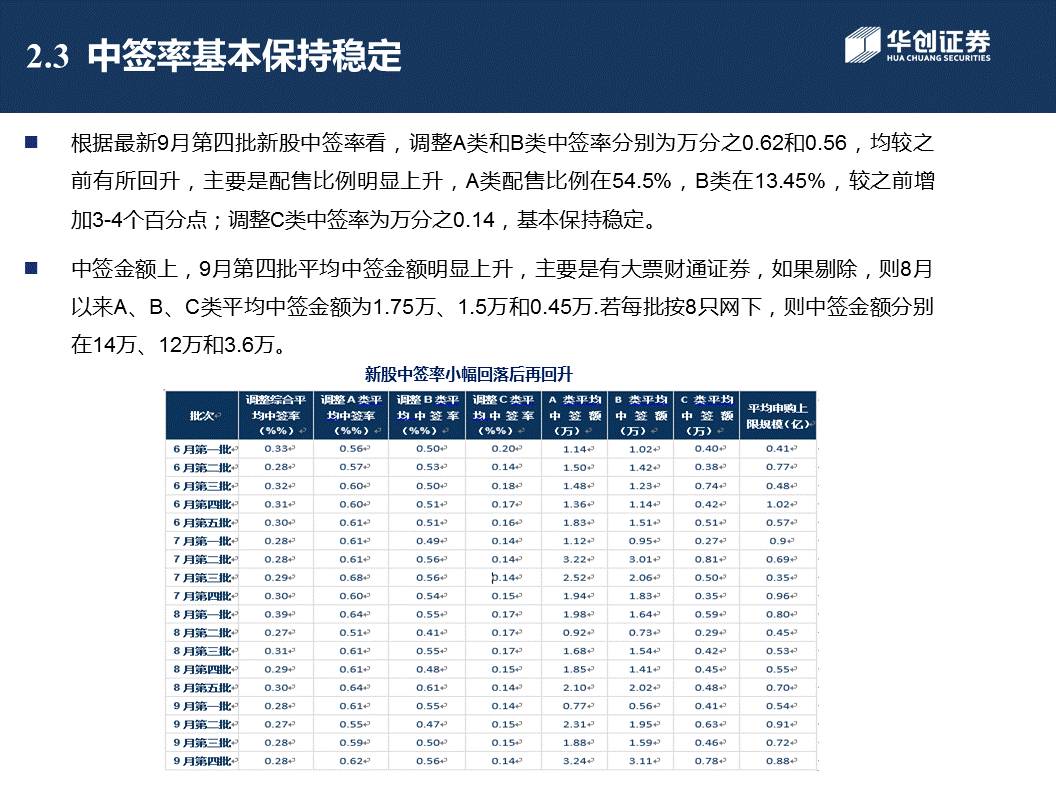 2.3 中签率基本保持稳定
华创证券
HUA CHUANG SECURITIES
■ 根据最新9月第四批新股中签率看，调整A类和B类中签率分别为万分之0.62和0.56，均较之
前有所回升，主要是配售比例明显上升，A类配售比例在54.5%，B类在13.45%，较之前增
加3-4个百分点；调整C类中签率为万分之0.14，基本保持稳定。
■ 中签金额上，9月第四批平均中签金额明显上升，主要是有大票财通证券，如果剔除，则8月
以来A、B、C类平均中签金额为1.75万、1.5万和0.45万.若每批按8只网下，则中签金额分别
在14万、12万和3.6万。
新股中签率小幅回落后再回升
批次 调整综合平均中签率（%%） 调整A类平均中签率（%%） 调整B类平均中签率（%%） 调整C类平均中签率（%%） A类平均中签额（万） B类平均中签额（万） C类平均中签额（万） 平均申购上限规模（亿）
6月第一批 0.33 0.56 0.50 0.20 1.14 1.02 0.40 0.41
6月第二批 0.28 0.57 0.53 0.14 1.50 1.42 0.38 0.77
6月第三批 0.32 0.60 0.50 0.18 1.48 1.23 0.74 0.48
6月第四批 0.31 0.60 0.51 0.17 1.36 1.14 0.42 1.02
6月第五批 0.30 0.61 0.51 0.16 1.83 1.51 0.51 0.57
7月第一批 0.28 0.61 0.49 0.14 1.12 0.95 0.27 0.9
7月第二批 0.28 0.61 0.56 0.14 3.22 3.01 0.81 0.69
7月第三批 0.29 0.68 0.56 0.14 2.52 2.06 0.50 0.35
7月第四批 0.30 0.60 0.54 0.15 1.94 1.83 0.35 0.96
8月第一批 0.39 0.64 0.55 0.17 1.98 1.64 0.59 0.80
8月第二批 0.27 0.51 0.41 0.17 0.92 0.73 0.29 0.45
8月第三批 0.31 0.61 0.55 0.17 1.68 1.54 0.42 0.53
8月第四批 0.29 0.61 0.48 0.15 1.85 1.41 0.45 0.55
8月第五批 0.30 0.64 0.61 0.14 2.10 2.02 0.48 0.70
9月第一批 0.28 0.61 0.55 0.14 0.77 0.56 0.41 0.54
9月第二批 0.27 0.55 0.47 0.15 2.31 1.95 0.63 0.91
9月第三批 0.28 0.59 0.50 0.15 1.88 1.59 0.46 0.72
9月第四批 0.28 0.62 0.56 0.14 3.24 3.11 0.78 0.88